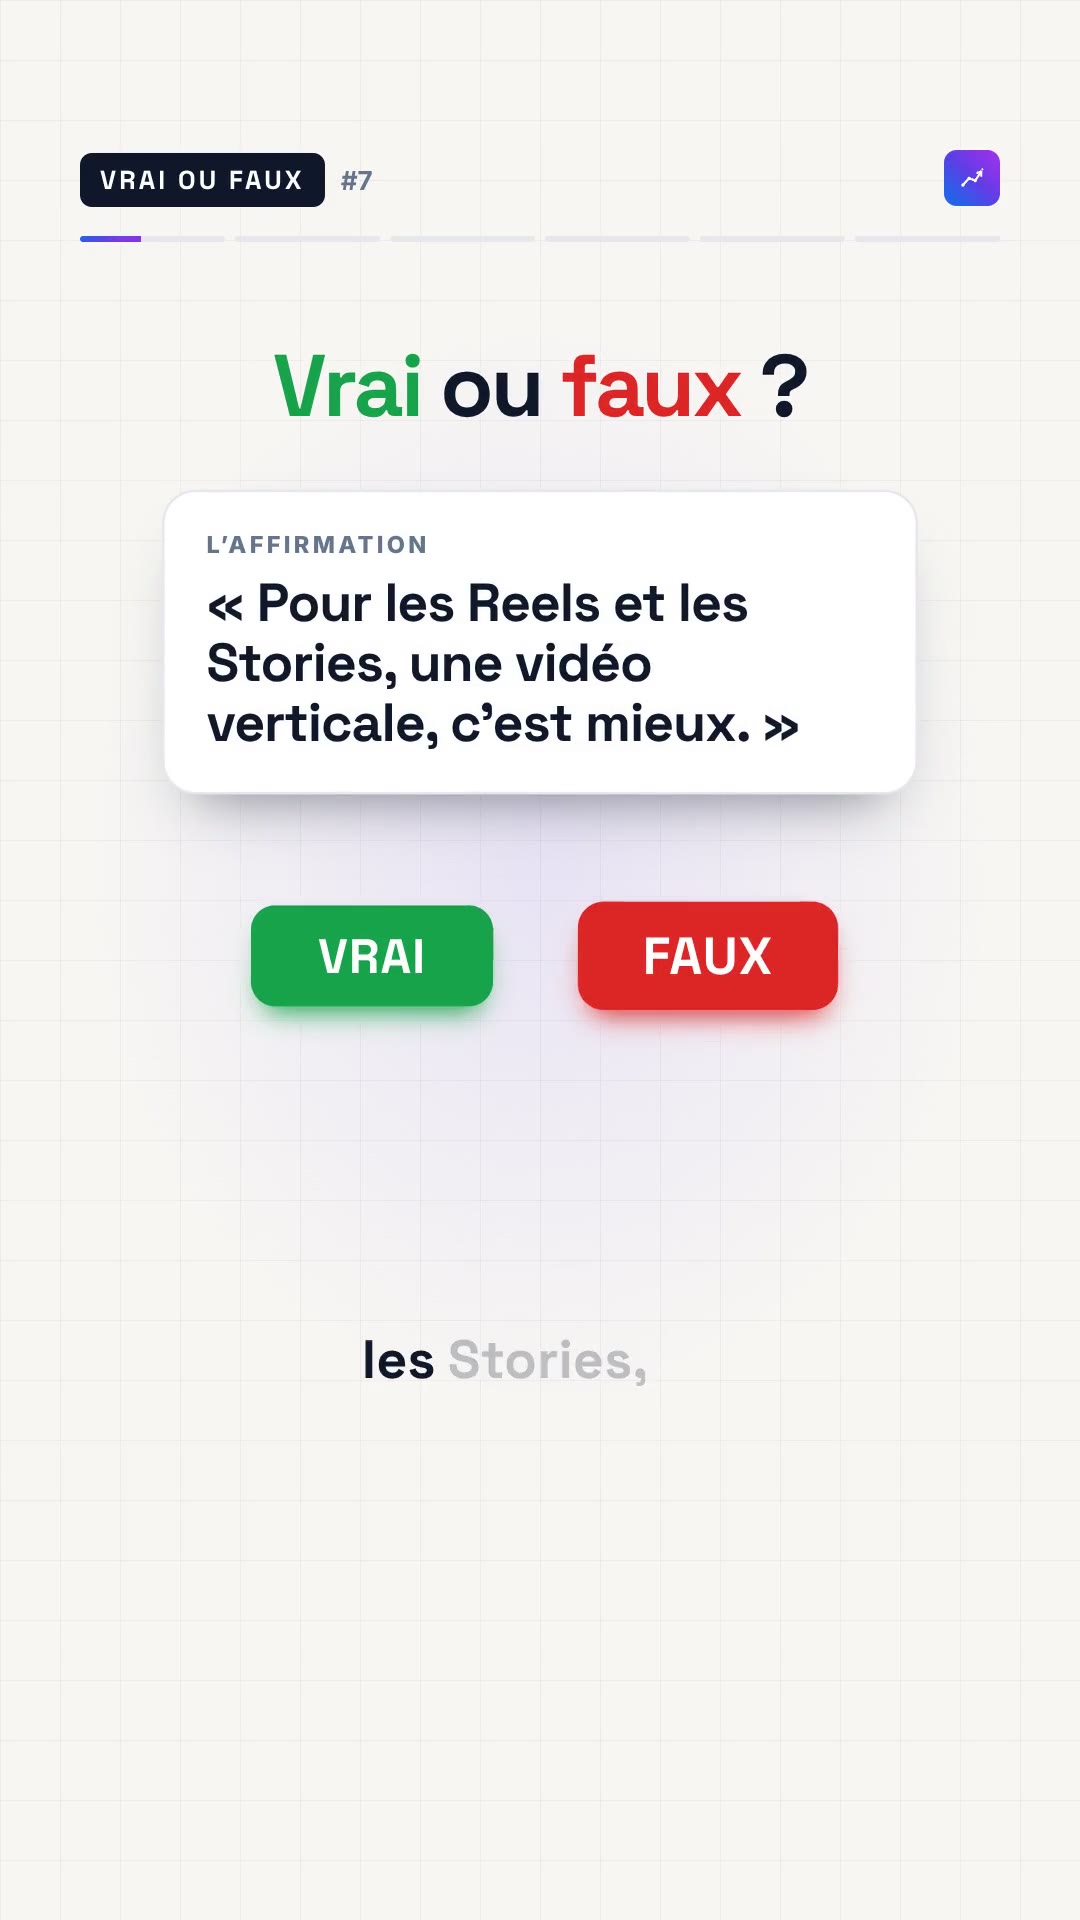 VRAI OU FAUX #7
Vrai ou faux ?
L’AFFIRMATION
« Pour les Reels et les
Stories, une vidéo
verticale, c’est mieux. »
VRAI FAUX
les Stories,